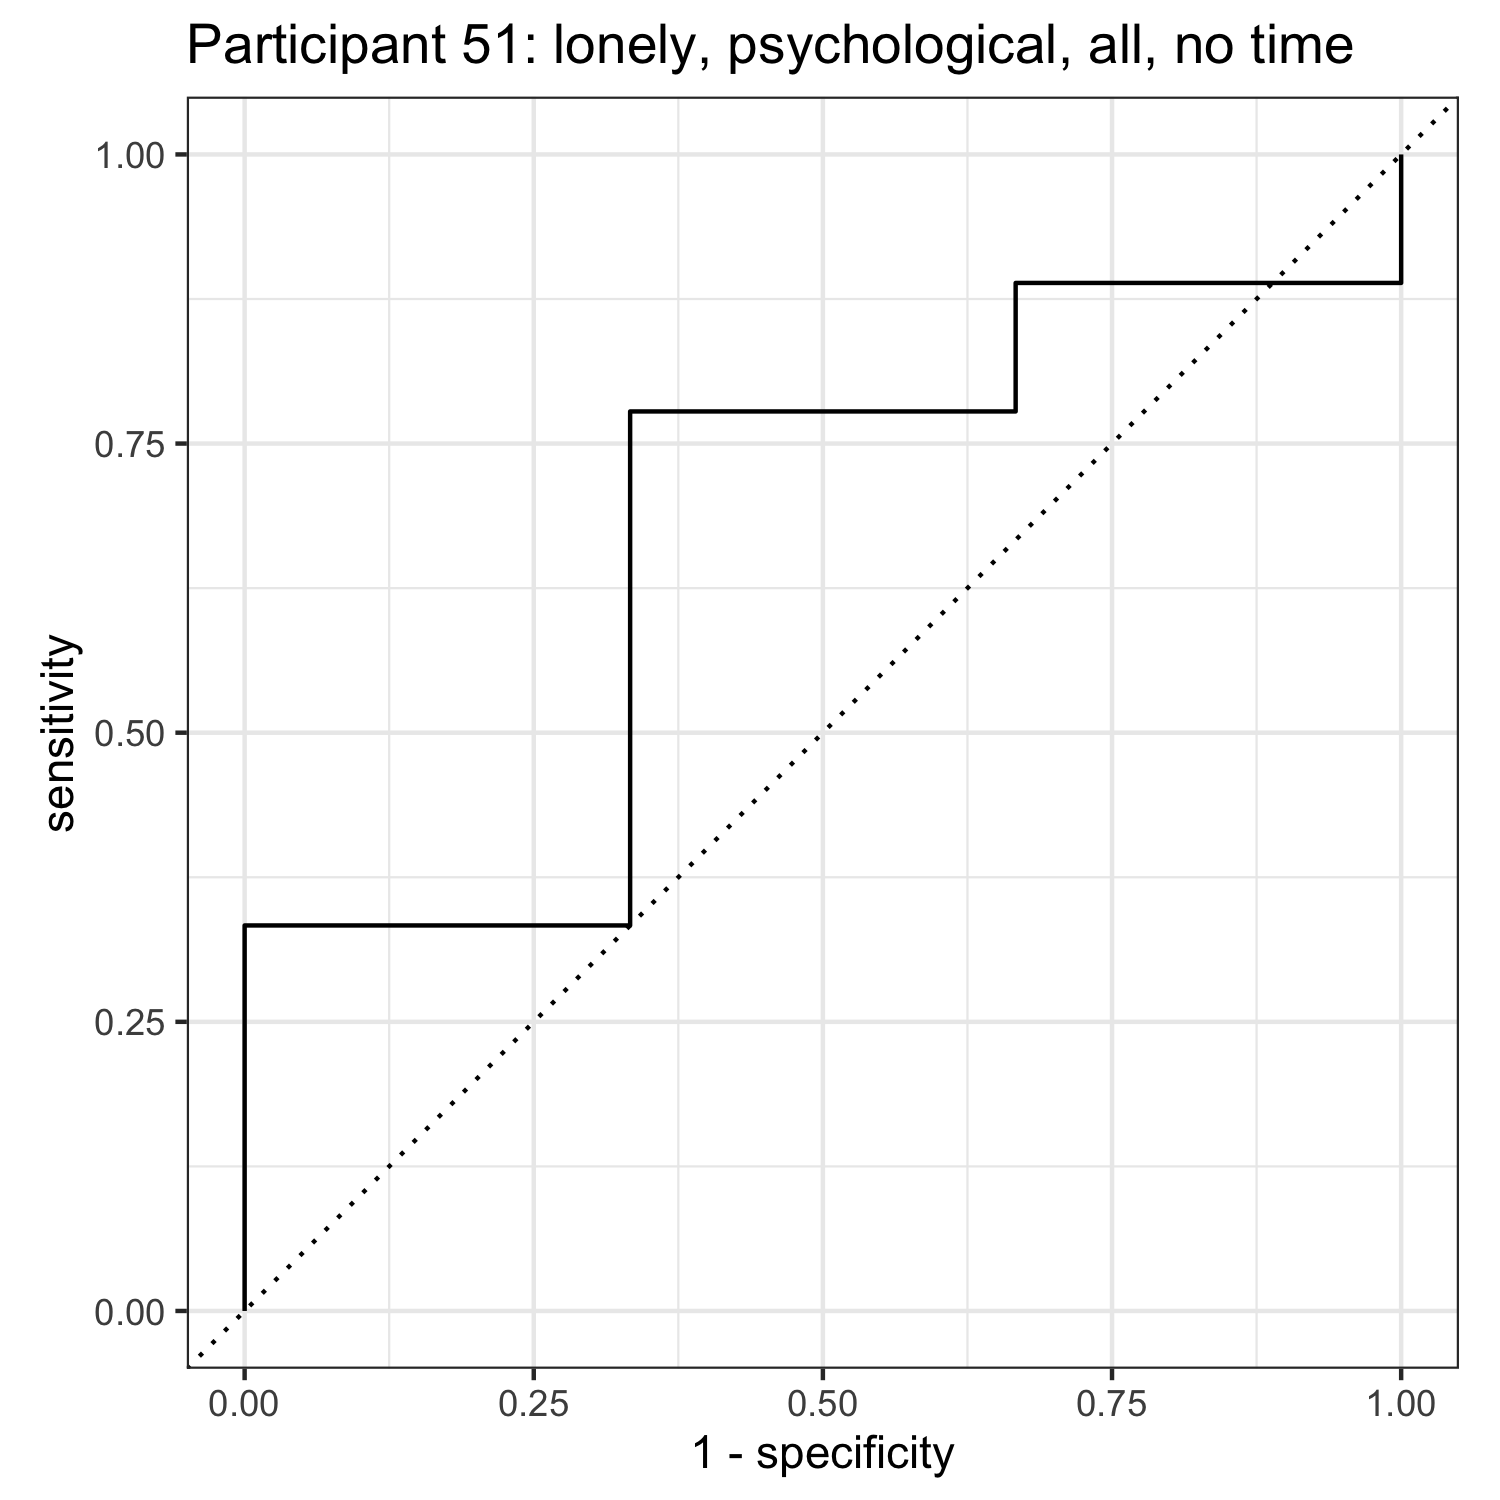 Participant 51: lonely, psychological, all, no time
1.00
0.75
0.50
0.25
0.00
sensitivity
0.00 0.25 0.50 0.75 1.00
1 - specificity